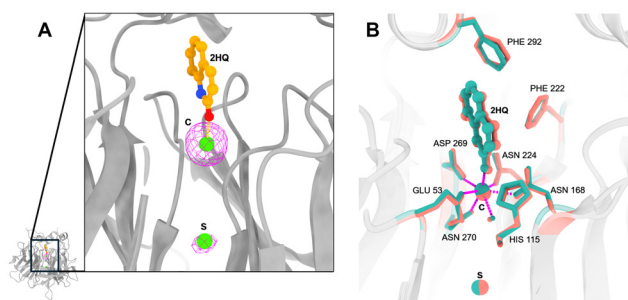 A
2HQ
C
S
B
PHE 292
2HQ
PHE 222
ASP 269
ASN 224
GLU 53
ASN 168
C
ASN 270
HIS 115
S